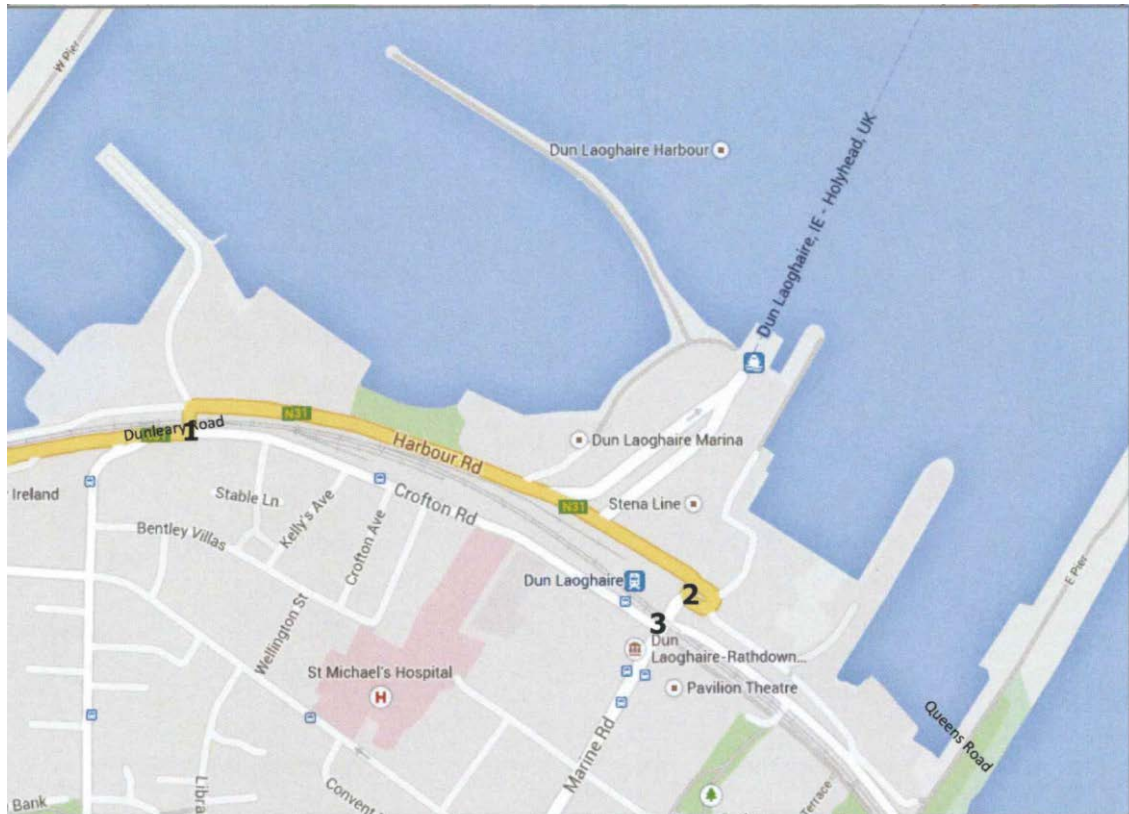 W Pier
Dun Laoghaire Harbour
Dun Laoghaire, IE - Holyhead, UK
N31
Dunleary Road
1
Harbour Rd
Dun Laoghaire Marina
Ireland
Stable Ln
Kelly's Ave
Crofton Rd
N31
Stena Line
Bentley Villas
Crofton Ave
E Pier
Dun Laoghaire
2
3
Wellington St
Dun
Laoghaire-Rathdown...
St Michael's Hospital
H
Pavilion Theatre
Marine Rd
Queens Road
Libra
Convent
Terrace
Bank